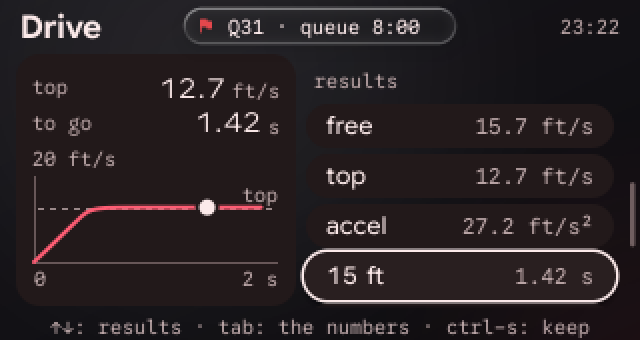 Drive
Q31 · queue 8:00
23:22
top 12.7 ft/s
to go 1.42 s
20 ft/s
top
0 2 s
results
free 15.7 ft/s
top 12.7 ft/s
accel 27.2 ft/s²
15 ft 1.42 s
↑↓: results · tab: the numbers · ctrl-s: keep